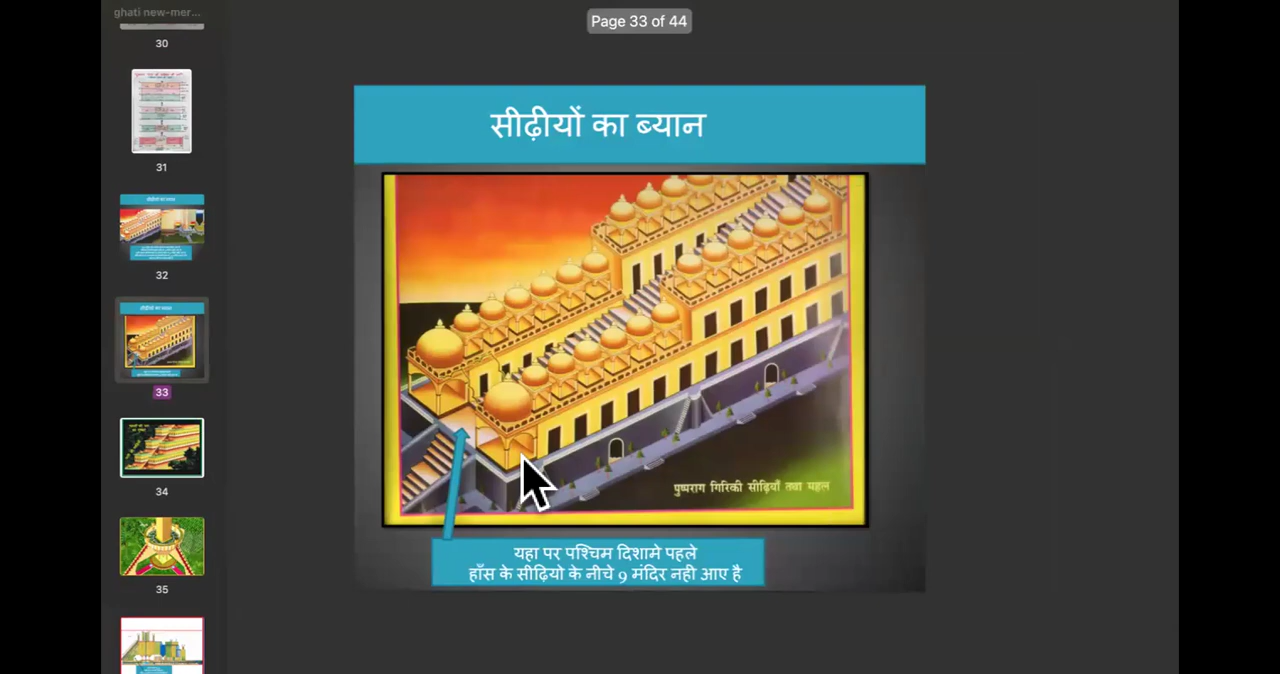 ghati new-mer...
Page 33 of 44
30
31
32
33
34
35
सीढ़ीयों का ब्यान
पुष्पराग गिरिकी सीढ़ियाँ तथा महल
यहा पर पश्चिम दिशामे पहले
हाँस के सीढ़ियो के नीचे 9 मंदिर नही आए है